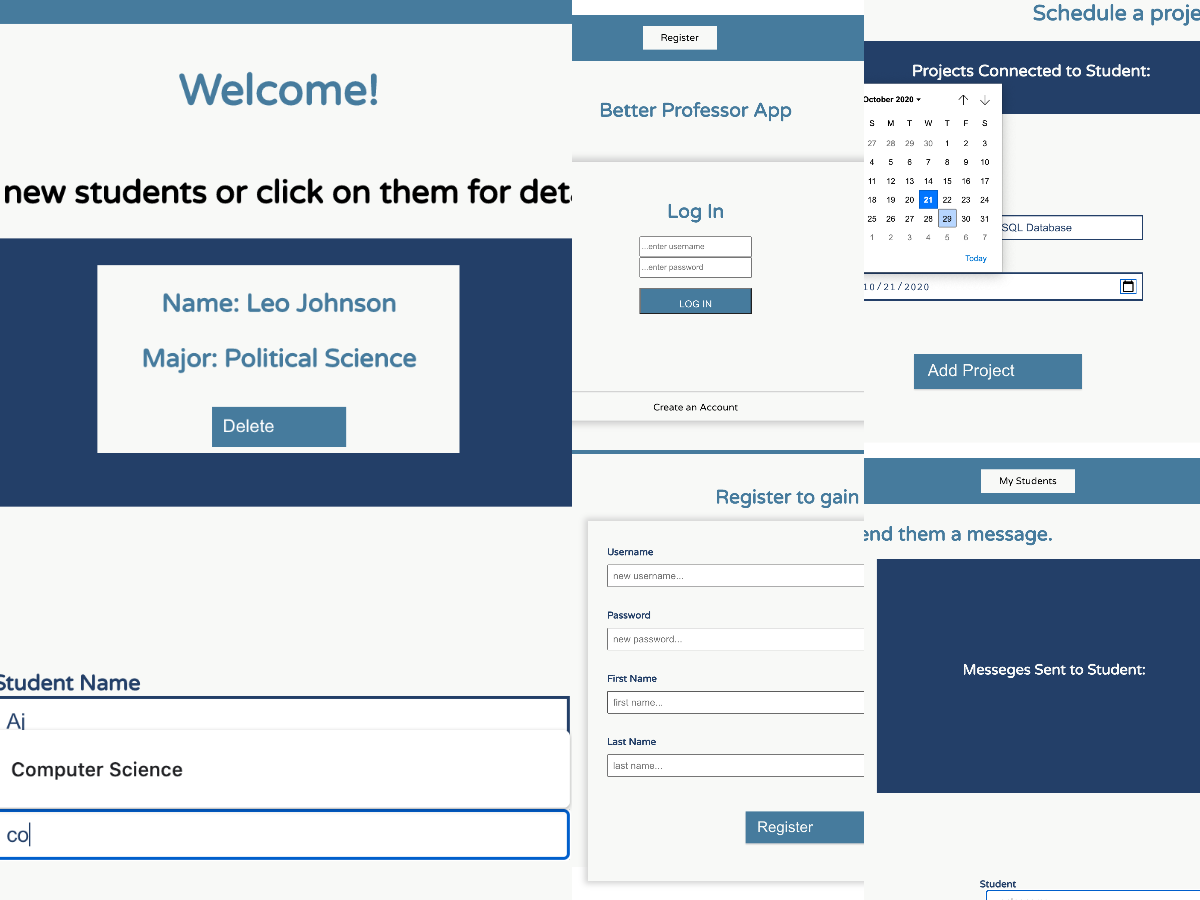 Welcome!
new students or click on them for deta
Name: Leo Johnson
Major: Political Science
Delete
Student Name
Ai
Computer Science
co
Register
Better Professor App
Log In
...enter username
...enter password
LOG IN
Create an Account
Register to gain
Username
new username...
Password
new password...
First Name
first name...
Last Name
last name...
Register
Schedule a proje
Projects Connected to Student:
October 2020
S M T W T F S
27 28 29 30 1 2 3
4 5 6 7 8 9 10
11 12 13 14 15 16 17
18 19 20 21 22 23 24
25 26 27 28 29 30 31
1 2 3 4 5 6 7
Today
SQL Database
10/21/2020
Add Project
My Students
end them a message.
Messeges Sent to Student:
Student